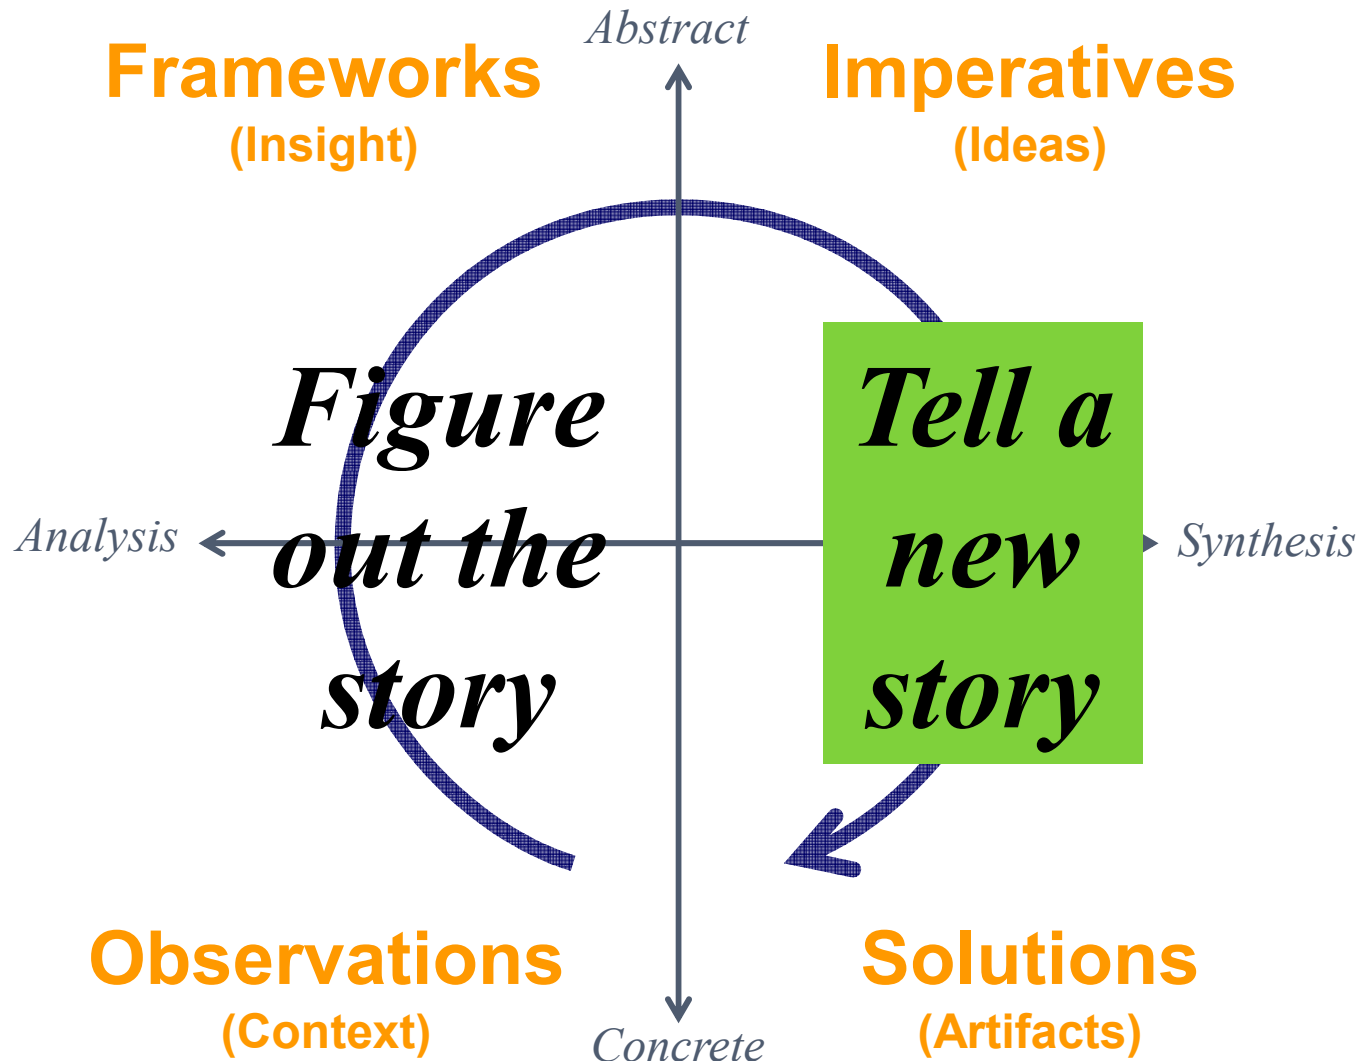 Abstract
Frameworks
(Insight)
Imperatives
(Ideas)
Figure
out the
story
Tell a
new
story
Analysis
Synthesis
Observations
(Context)
Solutions
(Artifacts)
Concrete